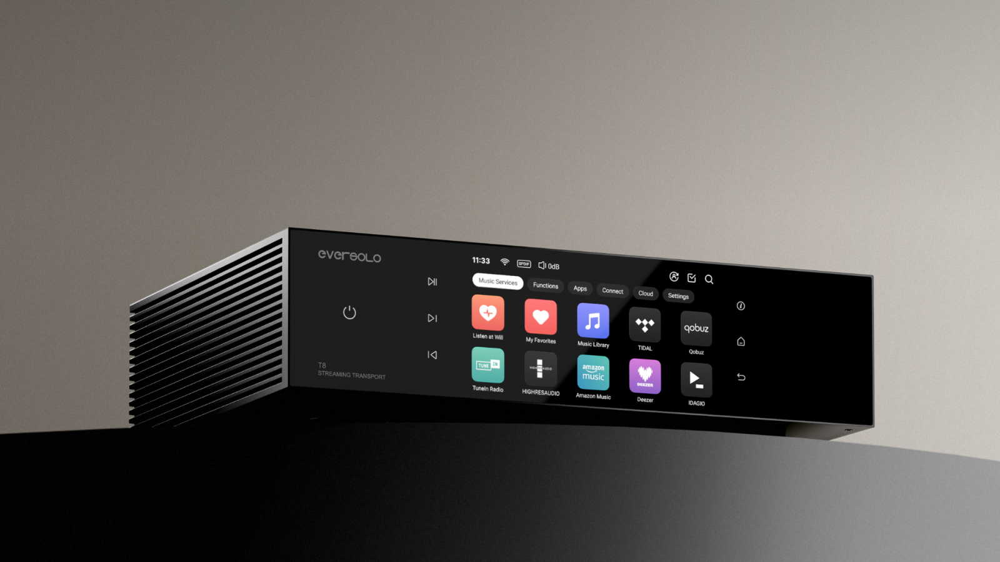 eversolo
11:33 SPDIF 0dB
Music Services Functions Apps Connect Cloud Settings
Listen at Will My Favorites Music Library TIDAL qobuz Qobuz
TUNE IN HIGHRESAUDIO amazon music DEEZER
TuneIn Radio HIGHRESAUDIO Amazon Music Deezer IDAGIO
T8
STREAMING TRANSPORT